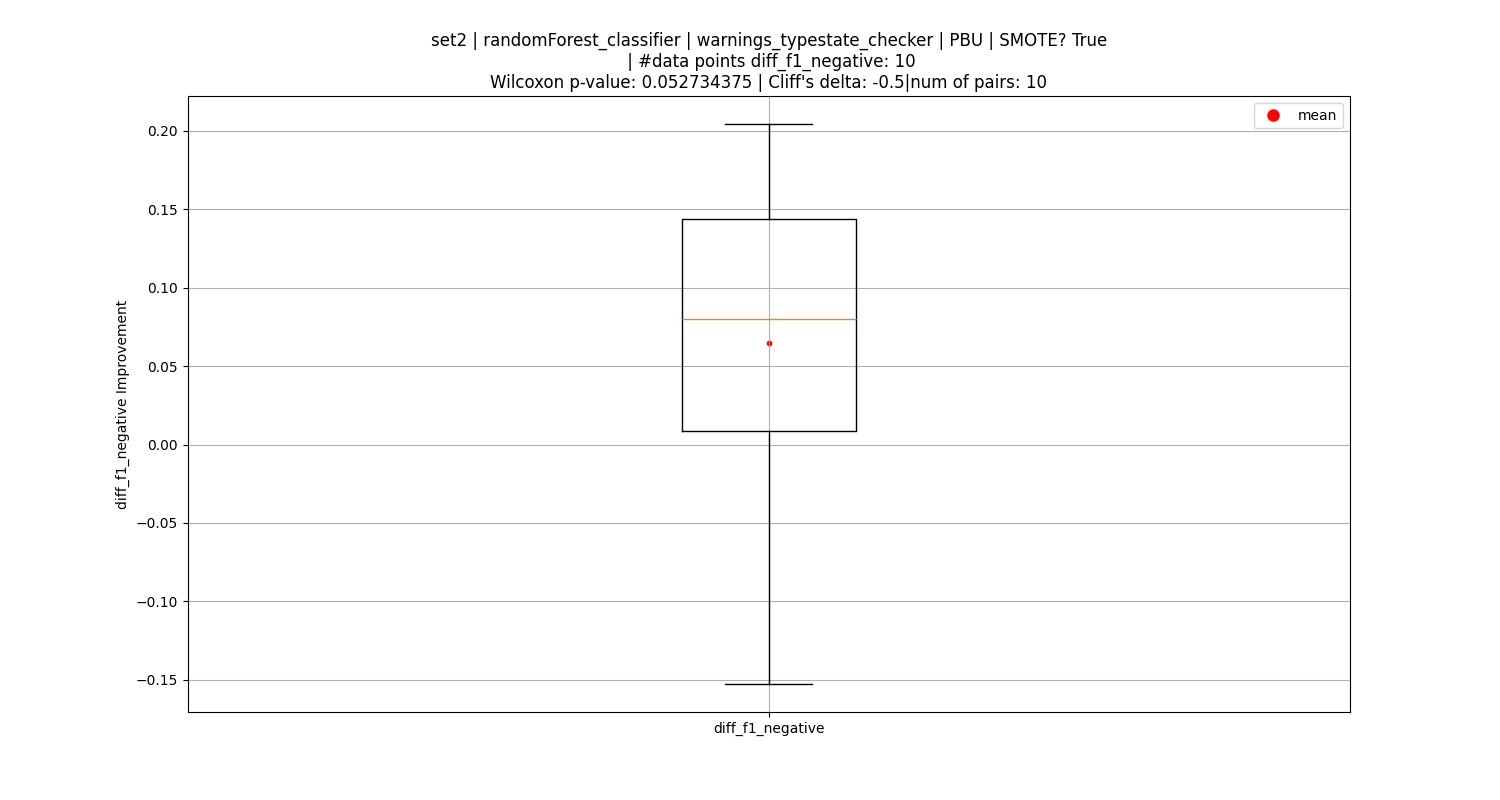 set2 | randomForest_classifier | warnings_typestate_checker | PBU | SMOTE? True
| #data points diff_f1_negative: 10
Wilcoxon p-value: 0.052734375 | Cliff's delta: -0.5|num of pairs: 10
mean
0.20
0.15
0.10
0.05
0.00
−0.05
−0.10
−0.15
diff_f1_negative Improvement
diff_f1_negative